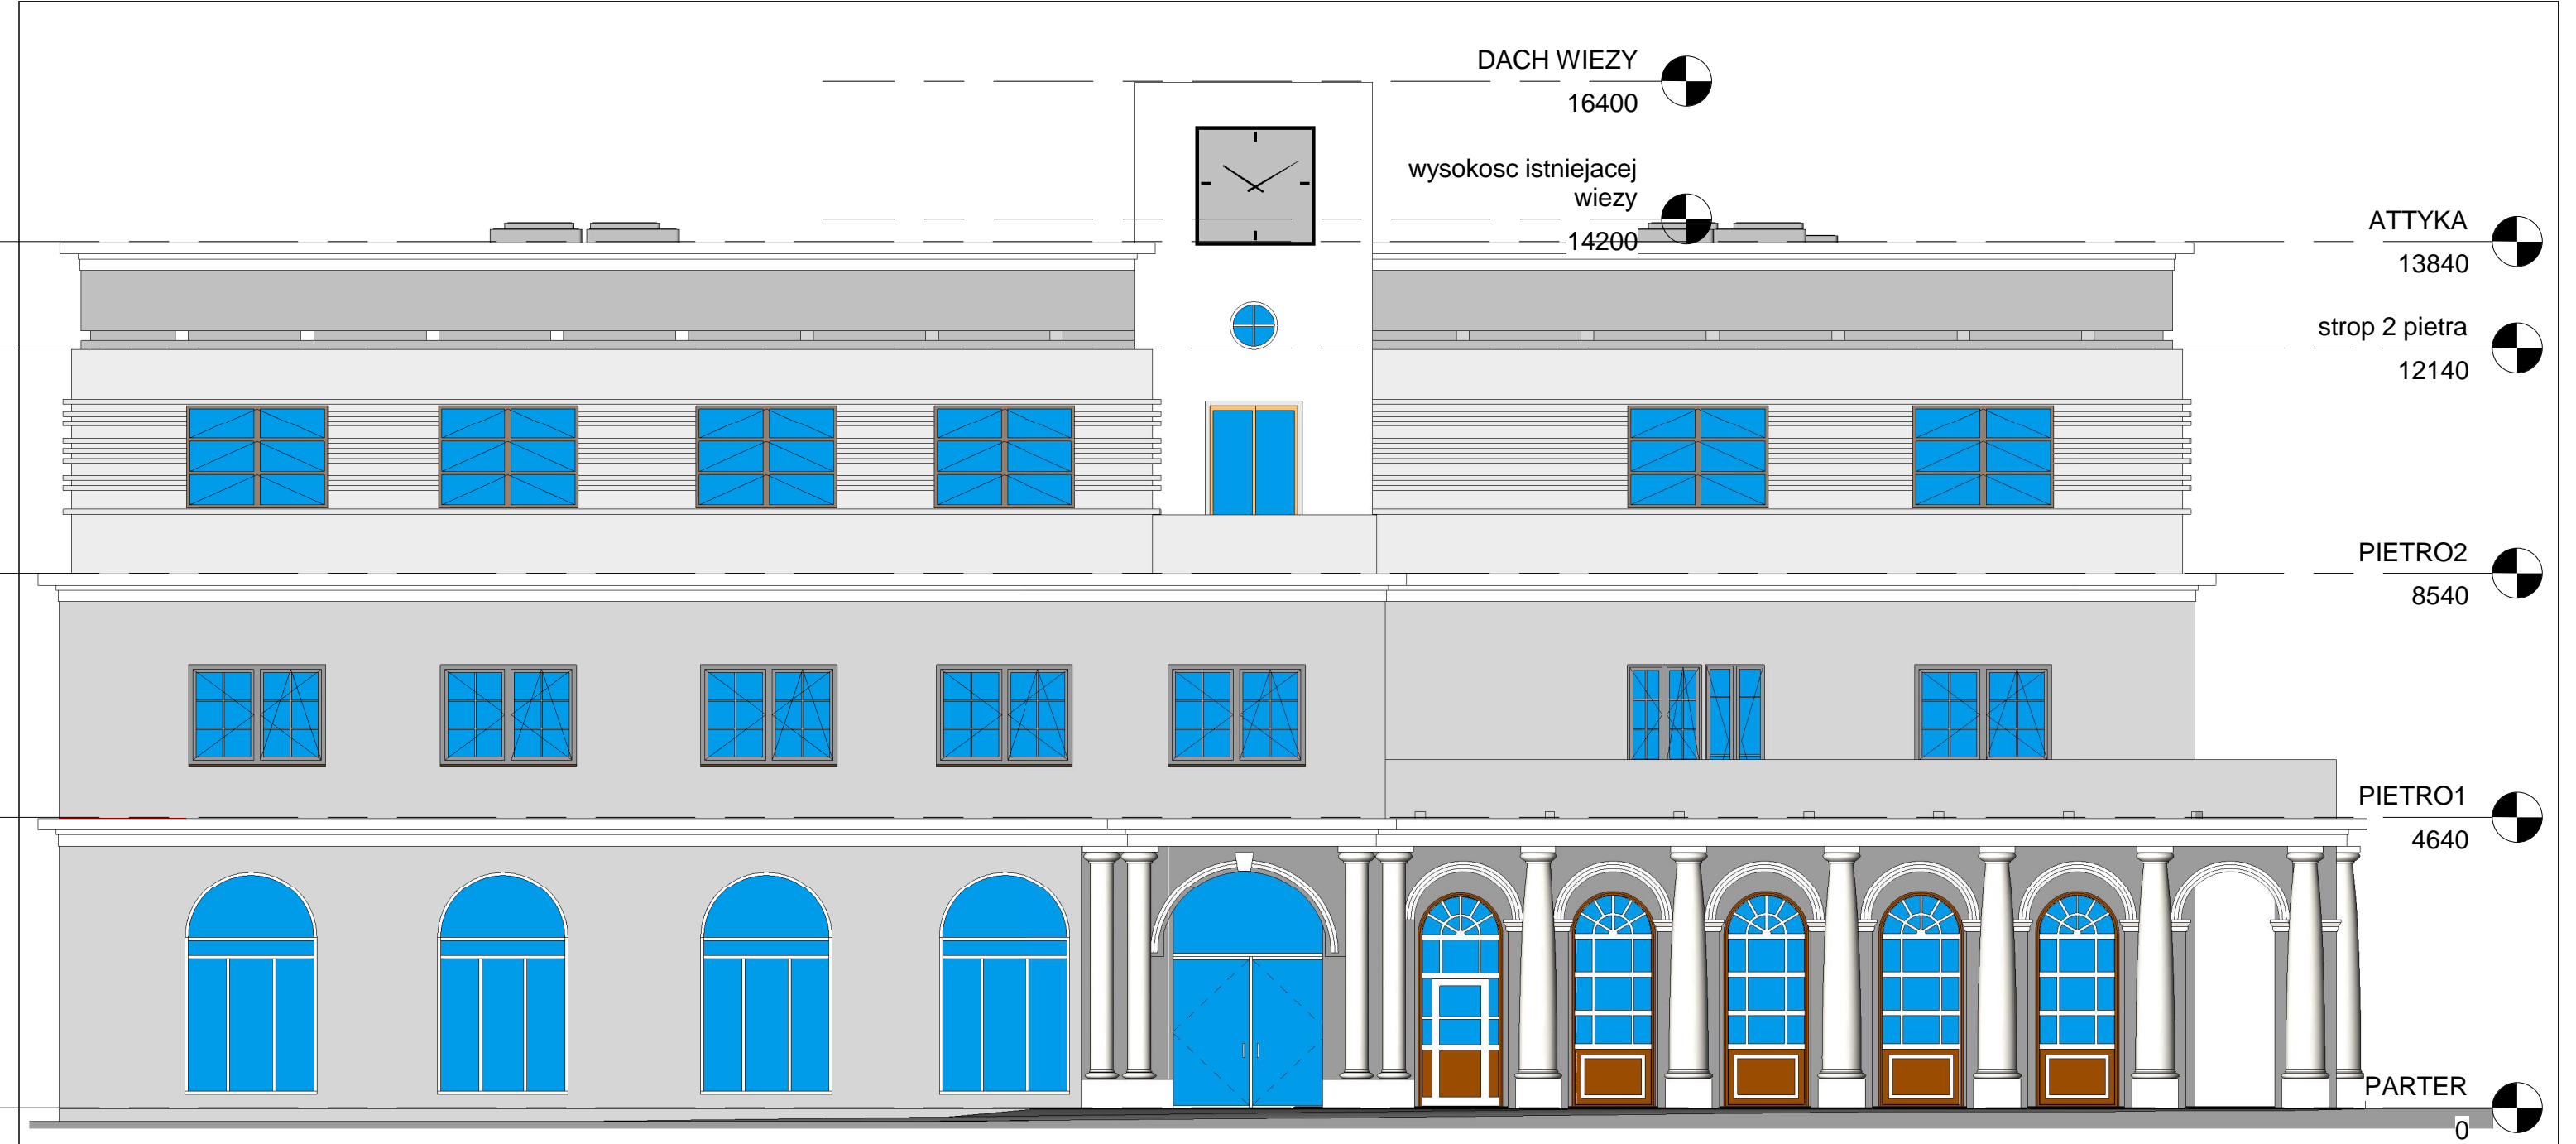 DACH WIEZY
16400
wysokosc istniejacej
wiezy
14200
ATTYKA
13840
strop 2 pietra
12140
PIETRO2
8540
PIETRO1
4640
PARTER
0